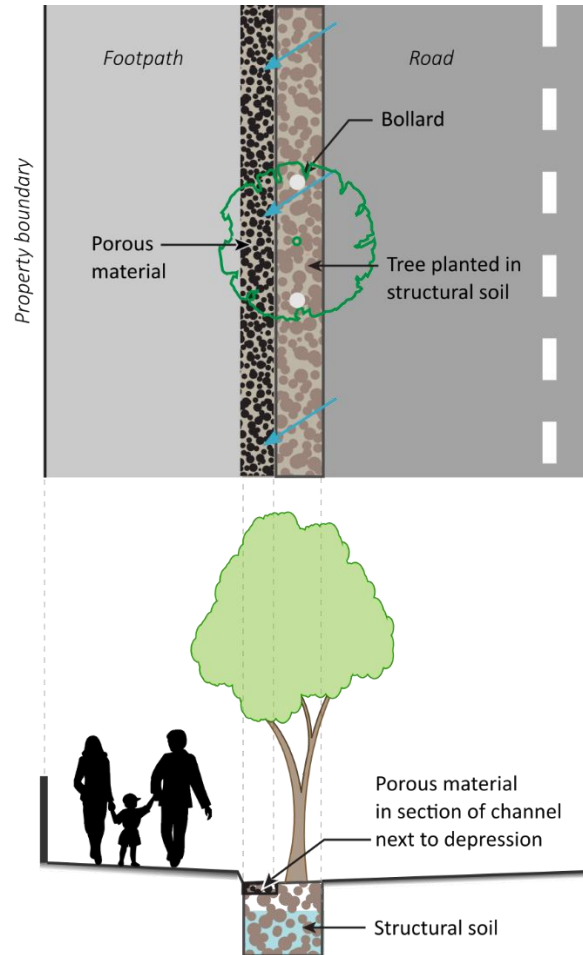 Footpath
Road
Bollard
Property boundary
Porous
material
Tree planted in
structural soil
Porous material
in section of channel
next to depression
Structural soil